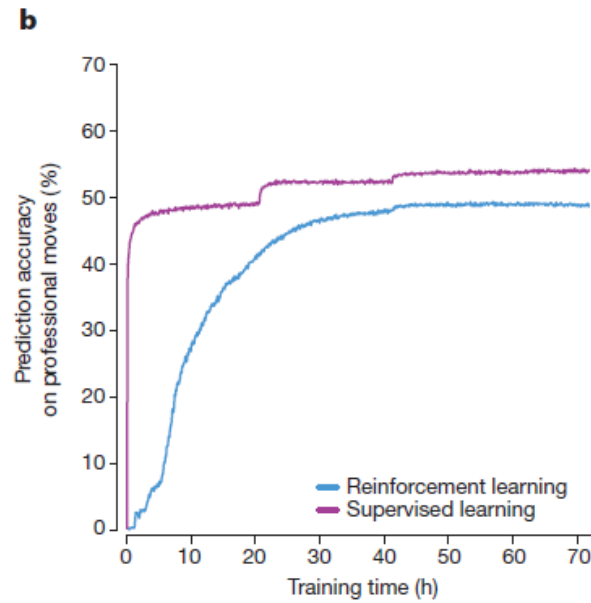 b
Prediction accuracy
on professional moves (%)
70
60
50
40
30
20
10
0
Reinforcement learning
Supervised learning
0 10 20 30 40 50 60 70
Training time (h)